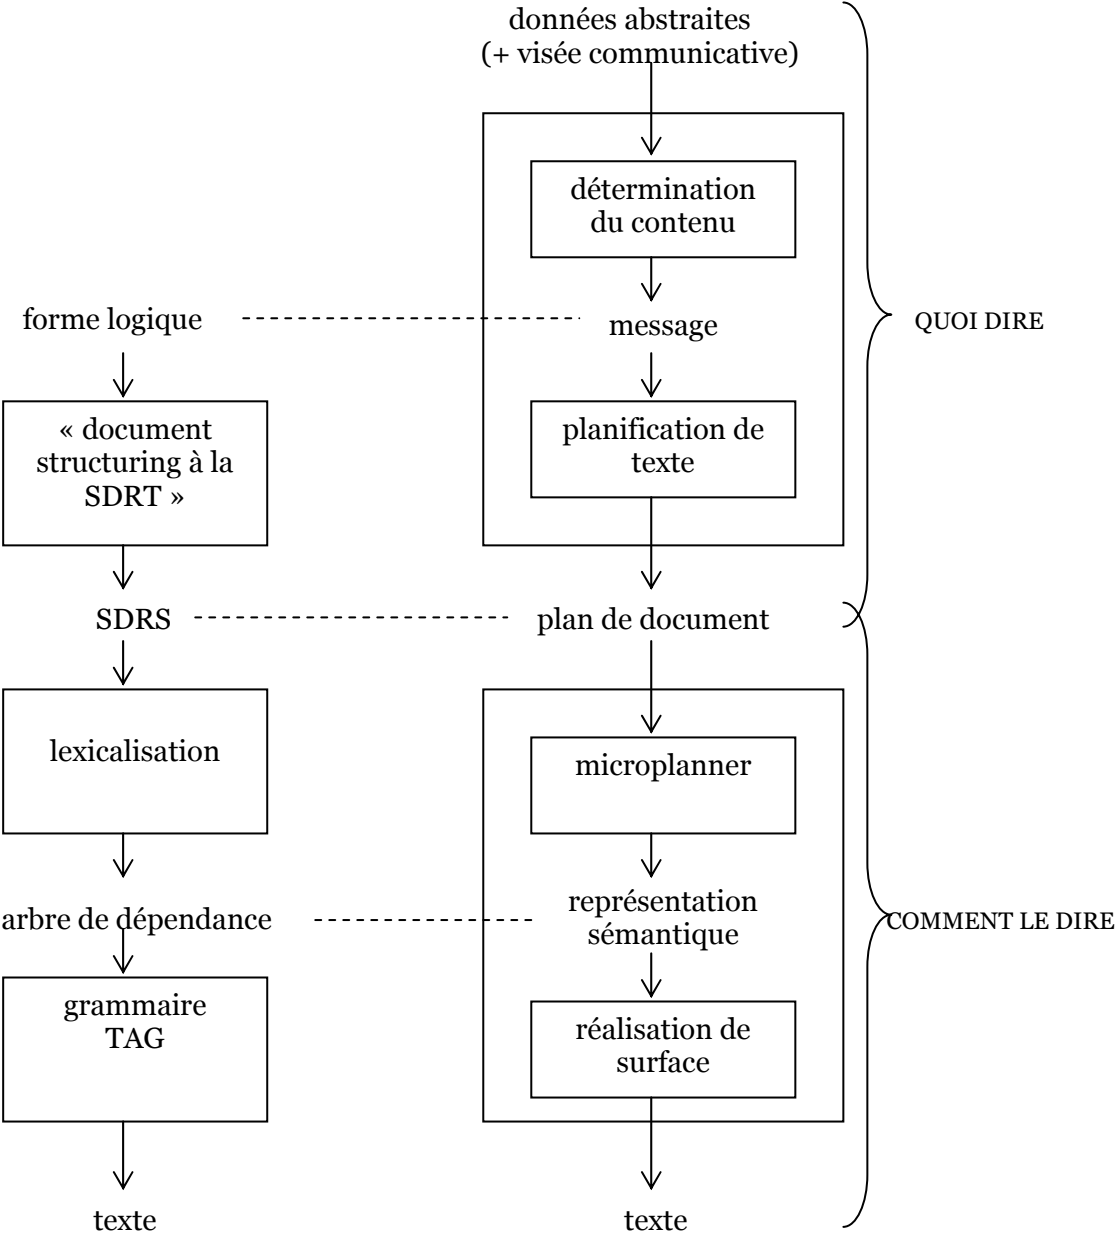 données abstraites
(+ visée communicative)
détermination
du contenu
forme logique
message
QUOI DIRE
« document
structuring à la
SDRT »
planification de
texte
SDRS
plan de document
lexicalisation
microplanner
arbre de dépendance
représentation
sémantique
COMMENT LE DIRE
grammaire
TAG
réalisation de
surface
texte
texte